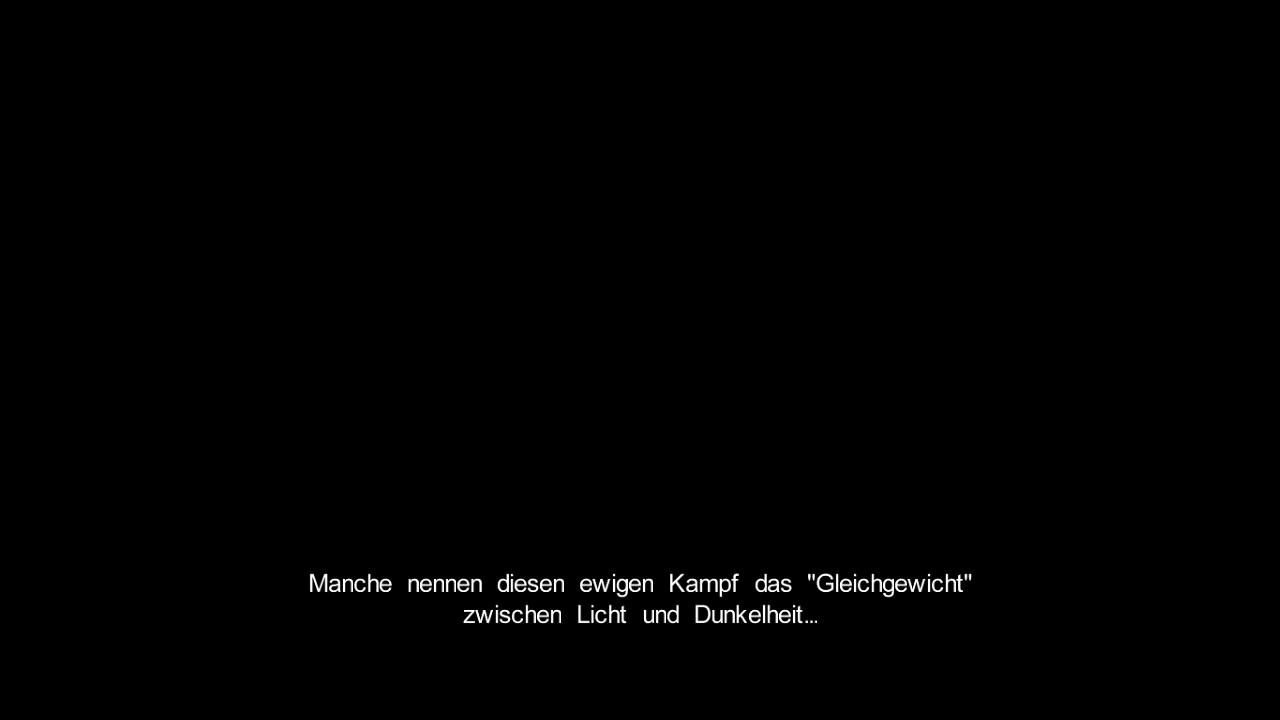 Manche nennen diesen ewigen Kampf das "Gleichgewicht"
zwischen Licht und Dunkelheit...